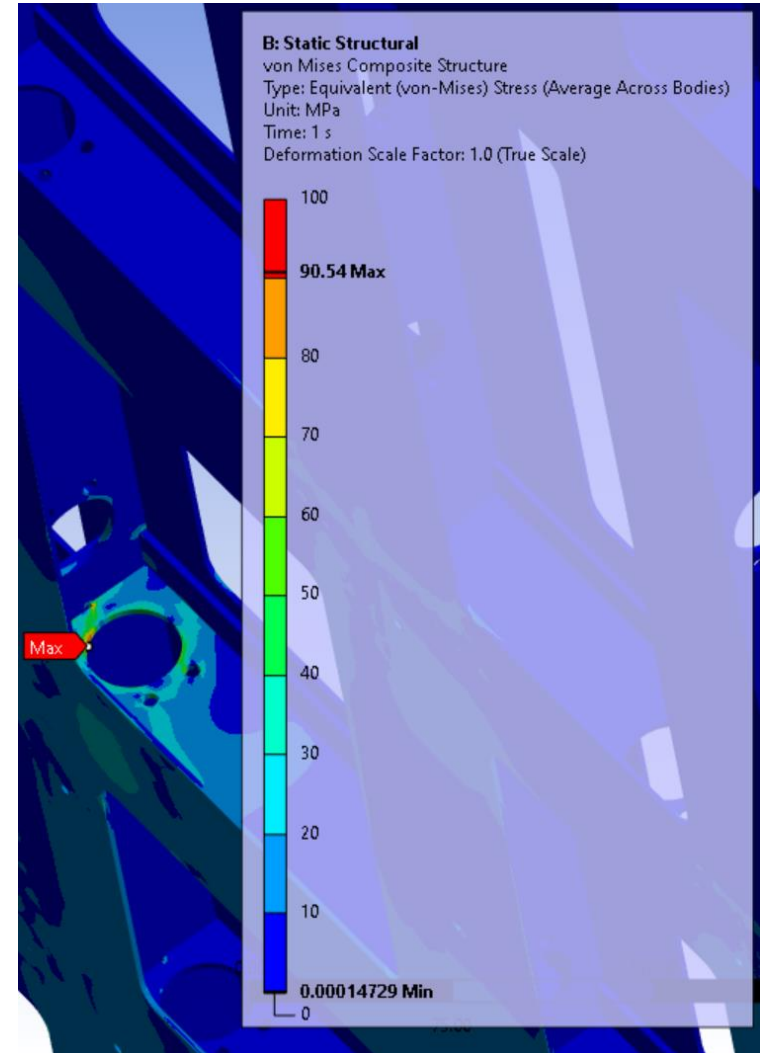 B: Static Structural
von Mises Composite Structure
Type: Equivalent (von-Mises) Stress (Average Across Bodies)
Unit: MPa
Time: 1 s
Deformation Scale Factor: 1.0 (True Scale)
100
90.54 Max
80
70
60
50
40
30
20
10
0.00014729 Min
0
Max
75.00